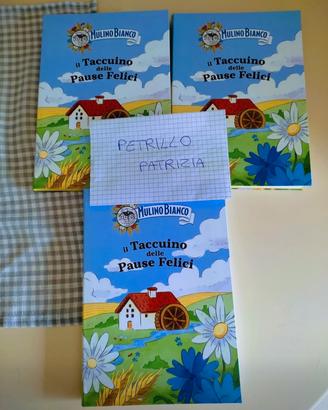 MULINO BIANCO
il Taccuino
delle
Pause Felici
MULINO BIANCO
il Taccuino
delle
Pause Felici
PETRILLO
PATRIZIA
MULINO BIANCO
il Taccuino
delle
Pause Felici